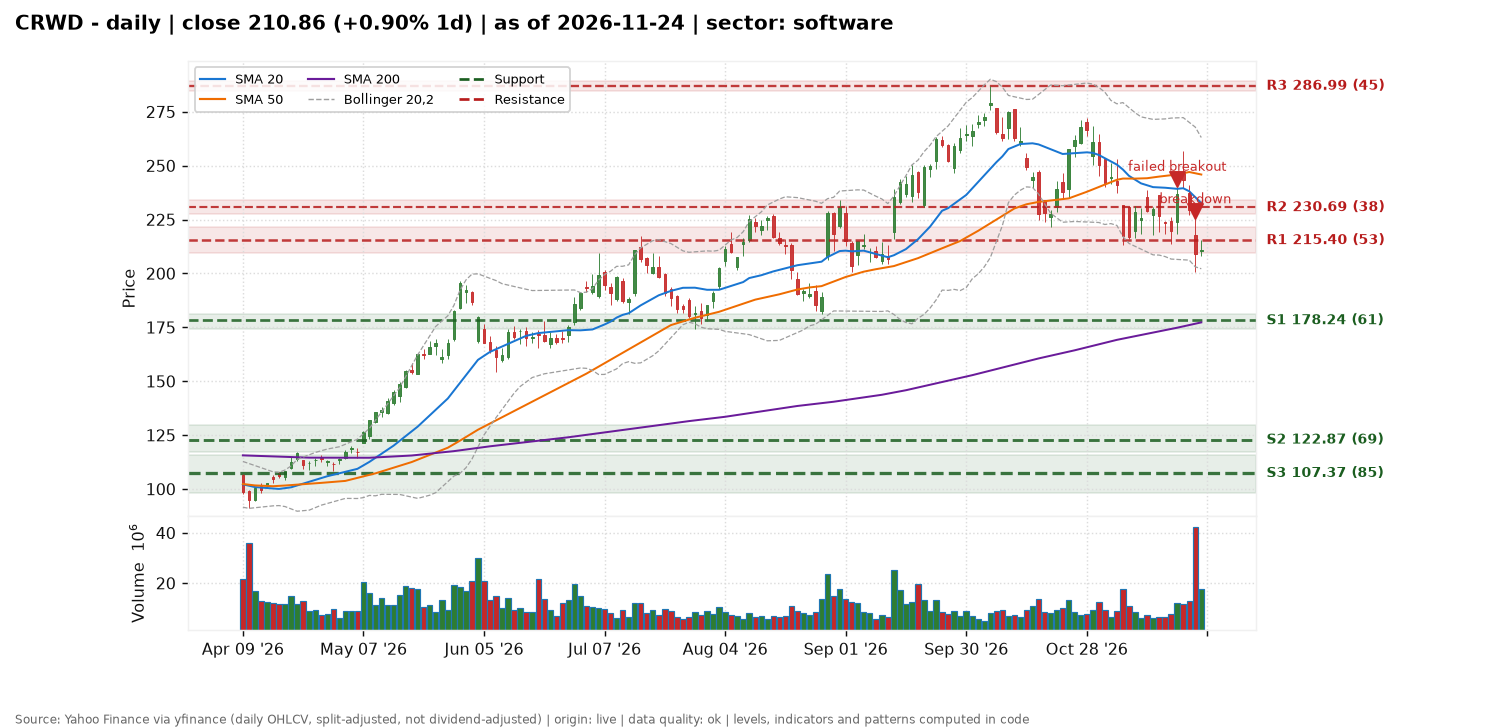 CRWD - daily | close 210.86 (+0.90% 1d) | as of 2026-11-24 | sector: software
SMA 20
SMA 50
SMA 200
Bollinger 20,2
Support
Resistance
Price
275
250
225
200
175
150
125
100
failed breakout
breakdown
R3 286.99 (45)
R2 230.69 (38)
R1 215.40 (53)
S1 178.24 (61)
S2 122.87 (69)
S3 107.37 (85)
Volume 10⁶
40
20
Apr 09 '26
May 07 '26
Jun 05 '26
Jul 07 '26
Aug 04 '26
Sep 01 '26
Sep 30 '26
Oct 28 '26
Source: Yahoo Finance via yfinance (daily OHLCV, split-adjusted, not dividend-adjusted) | origin: live | data quality: ok | levels, indicators and patterns computed in code